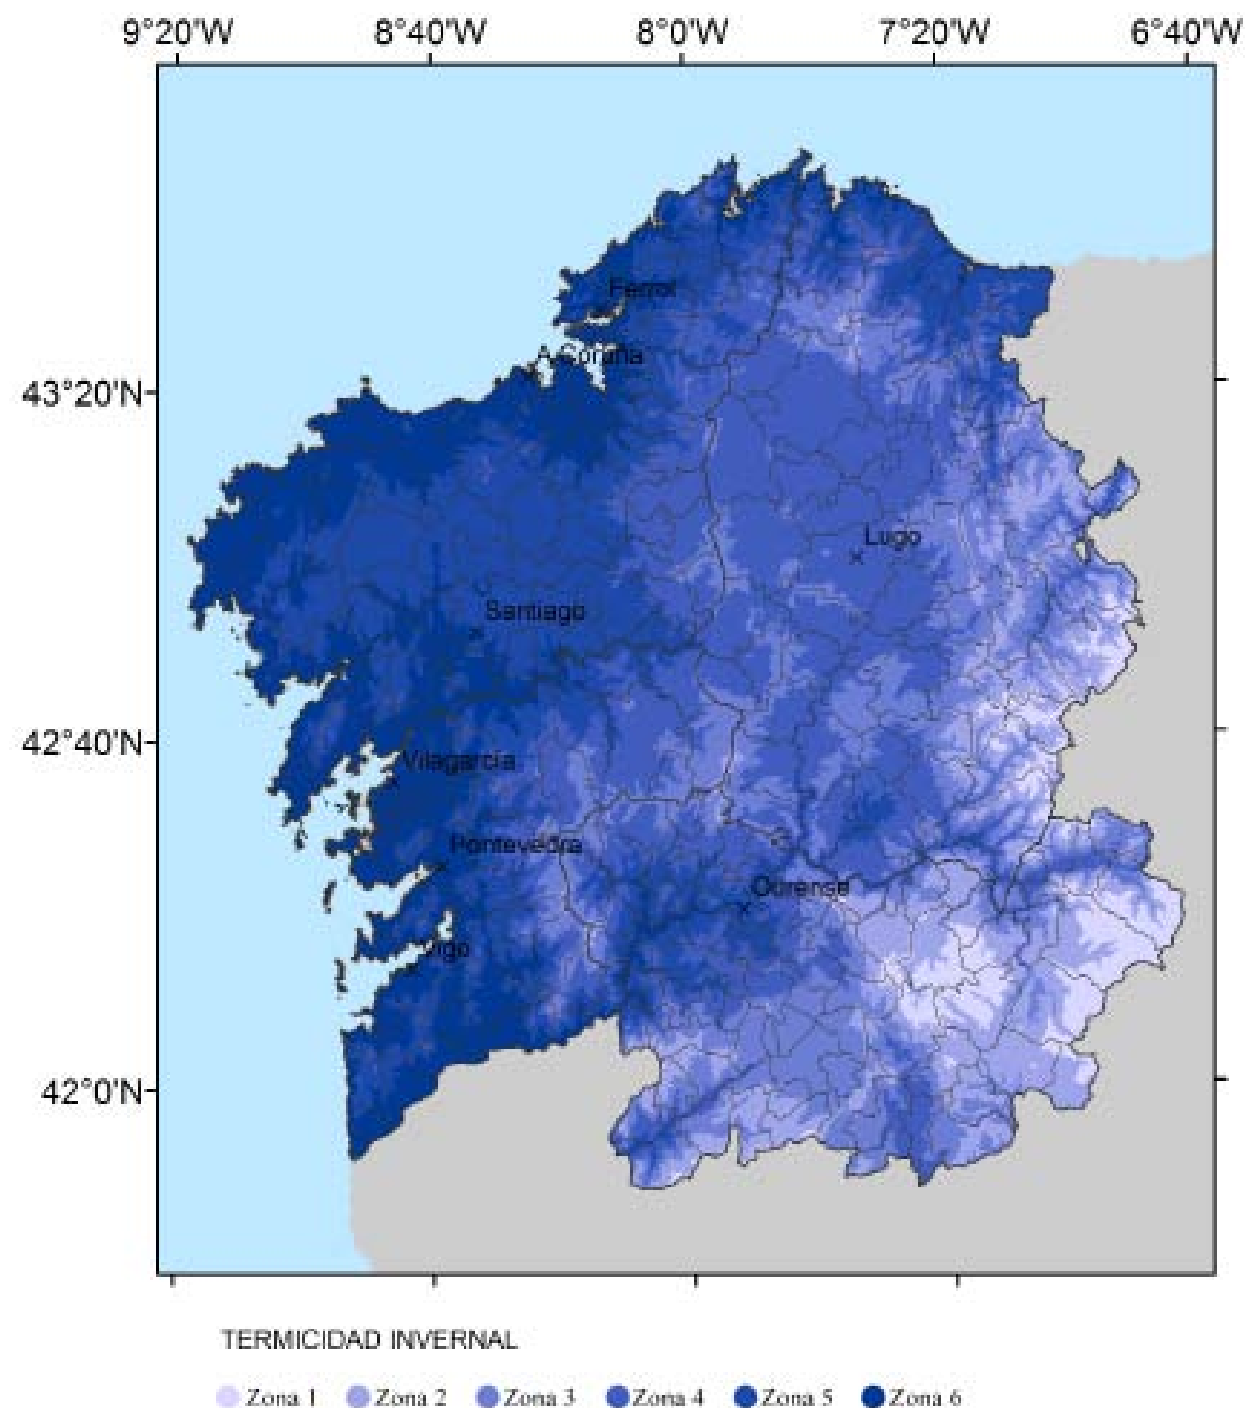 9°20'W 8°40'W 8°0'W 7°20'W 6°40'W
Ferrol
A Coruña
43°20'N
Lugo
Santiago
42°40'N
Vilagarcía
Pontevedra
Ourense
Vigo
42°0'N
TERMICIDAD INVERNAL
Zona 1 Zona 2 Zona 3 Zona 4 Zona 5 Zona 6